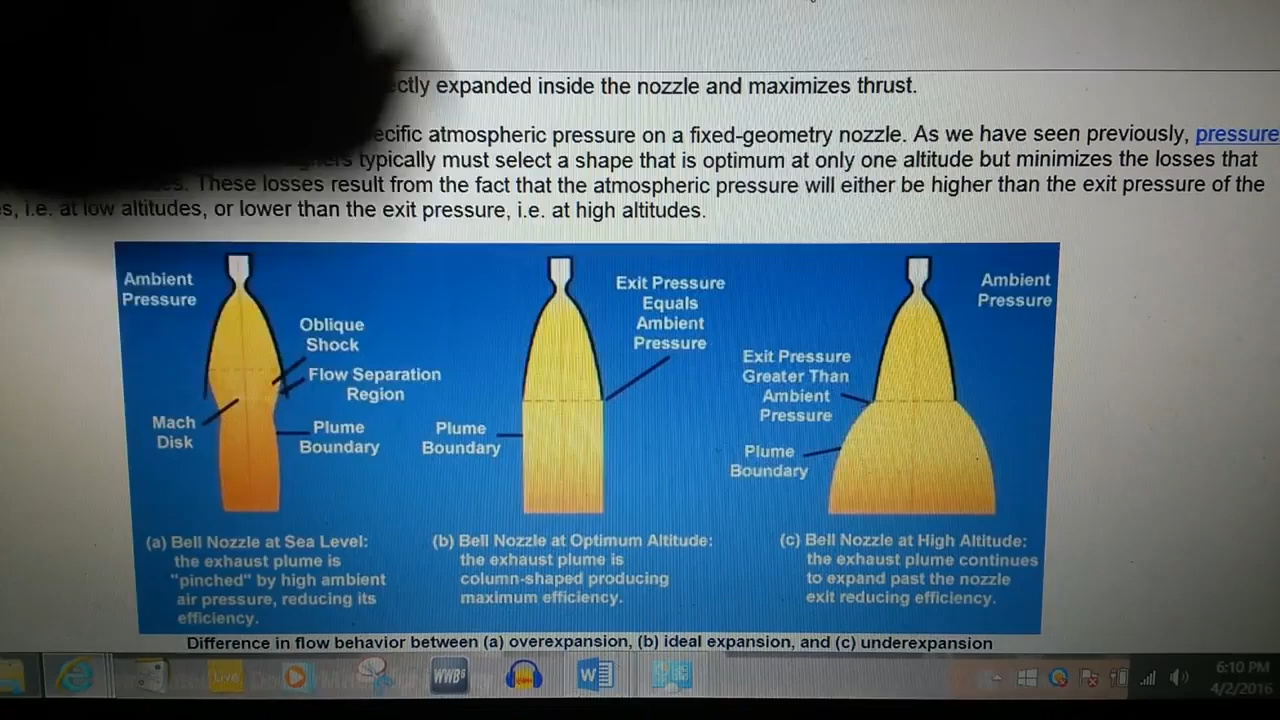 ctly expanded inside the nozzle and maximizes thrust.
ecific atmospheric pressure on a fixed-geometry nozzle. As we have seen previously, pressure
typically must select a shape that is optimum at only one altitude but minimizes the losses that
These losses result from the fact that the atmospheric pressure will either be higher than the exit pressure of the
s, i.e. at low altitudes, or lower than the exit pressure, i.e. at high altitudes.
Ambient
Pressure
Oblique
Shock
Flow Separation
Region
Mach
Disk
Plume
Boundary
Exit Pressure
Equals
Ambient
Pressure
Plume
Boundary
Ambient
Pressure
Exit Pressure
Greater Than
Ambient
Pressure
Plume
Boundary
(a) Bell Nozzle at Sea Level:
the exhaust plume is
"pinched" by high ambient
air pressure, reducing its
efficiency.
(b) Bell Nozzle at Optimum Altitude:
the exhaust plume is
column-shaped producing
maximum efficiency.
(c) Bell Nozzle at High Altitude:
the exhaust plume continues
to expand past the nozzle
exit reducing efficiency.
Difference in flow behavior between (a) overexpansion, (b) ideal expansion, and (c) underexpansion
Live
WWB6
W
6:10 PM
4/2/2016